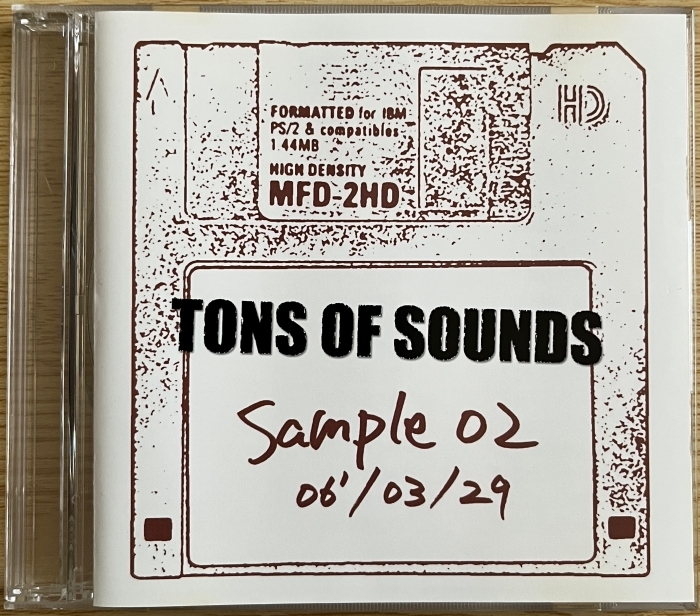 HD
FORMATTED for IBM
PS/2 & compatibles
1.44MB
HIGH DENSITY
MFD-2HD
TONS OF SOUNDS
Sample 02
06'/03/29